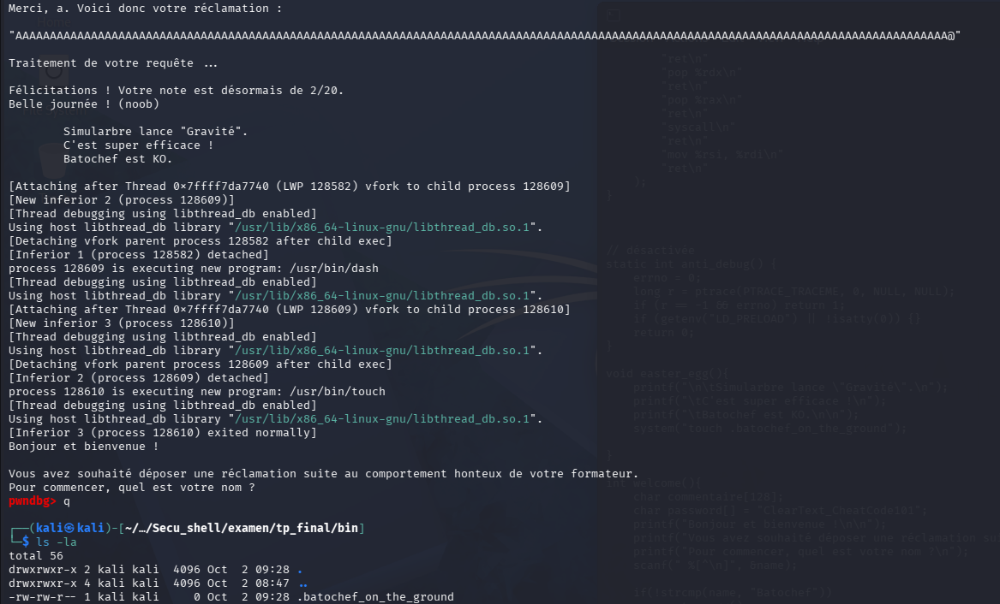 Merci, a. Voici donc votre réclamation :
"AAAAAAAAAAAAAAAAAAAAAAAAAAAAAAAAAAAAAAAAAAAAAAAAAAAAAAAAAAAAAAAAAAAAAAAAAAAAAAAAAAAAAAAAAAAAAAAAAAAAAAAAAAAAAAAAAAAAAAAAAAAAAAAAAAAAAAAA@"
Traitement de votre requête ...
Félicitations ! Votre note est désormais de 2/20.
Belle journée ! (noob)
Simularbre lance "Gravité".
C'est super efficace !
Batochef est KO.
[Attaching after Thread 0×7ffff7da7740 (LWP 128582) vfork to child process 128609]
[New inferior 2 (process 128609)]
[Thread debugging using libthread_db enabled]
Using host libthread_db library "/usr/lib/x86_64-linux-gnu/libthread_db.so.1".
[Detaching vfork parent process 128582 after child exec]
[Inferior 1 (process 128582) detached]
process 128609 is executing new program: /usr/bin/dash
[Thread debugging using libthread_db enabled]
Using host libthread_db library "/usr/lib/x86_64-linux-gnu/libthread_db.so.1".
[Attaching after Thread 0×7ffff7da7740 (LWP 128609) vfork to child process 128610]
[New inferior 3 (process 128610)]
[Thread debugging using libthread_db enabled]
Using host libthread_db library "/usr/lib/x86_64-linux-gnu/libthread_db.so.1".
[Detaching vfork parent process 128609 after child exec]
[Inferior 2 (process 128609) detached]
process 128610 is executing new program: /usr/bin/touch
[Thread debugging using libthread_db enabled]
Using host libthread_db library "/usr/lib/x86_64-linux-gnu/libthread_db.so.1".
[Inferior 3 (process 128610) exited normally]
Bonjour et bienvenue !
Vous avez souhaité déposer une réclamation suite au comportement honteux de votre formateur.
Pour commencer, quel est votre nom ?
pwndbg> q
┌──(kali㉿kali)-[~/…/Secu_shell/examen/tp_final/bin]
└─$ ls -la
total 56
drwxrwxr-x 2 kali kali  4096 Oct  2 09:28 .
drwxrwxr-x 4 kali kali  4096 Oct  2 08:47 ..
-rw-rw-r-- 1 kali kali     0 Oct  2 09:28 .batochef_on_the_ground
"ret\n"
"pop %rdx\n"
"ret\n"
"pop %rax\n"
"ret\n"
"syscall\n"
"ret\n"
"mov %rsi, %rdi\n"
"ret\n"
);
// desactivee
static int anti_debug() {
errno = 0;
long r = ptrace(PTRACE_TRACEME, 0, NULL, NULL);
if (r == -1 && errno) return 1;
if (getenv("LD_PRELOAD") || !isatty(0)) {}
return 0;
void easter_egg(){
printf("\n\tSimularbre lance \"Gravité\".\n");
printf("\tC'est super efficace !\n");
printf("\tBatochef est KO.\n\n");
system("touch .batochef_on_the_ground");
int welcome(){
char commentaire[128];
char password[] = "ClearText_CheatCode101";
printf("Bonjour et bienvenue !\n\n");
printf("Vous avez souhaité déposer une réclamation su
printf("Pour commencer, quel est votre nom ?\n");
scanf(" %[^\n]", &name);
if(!strcmp(name, "Batochef"))